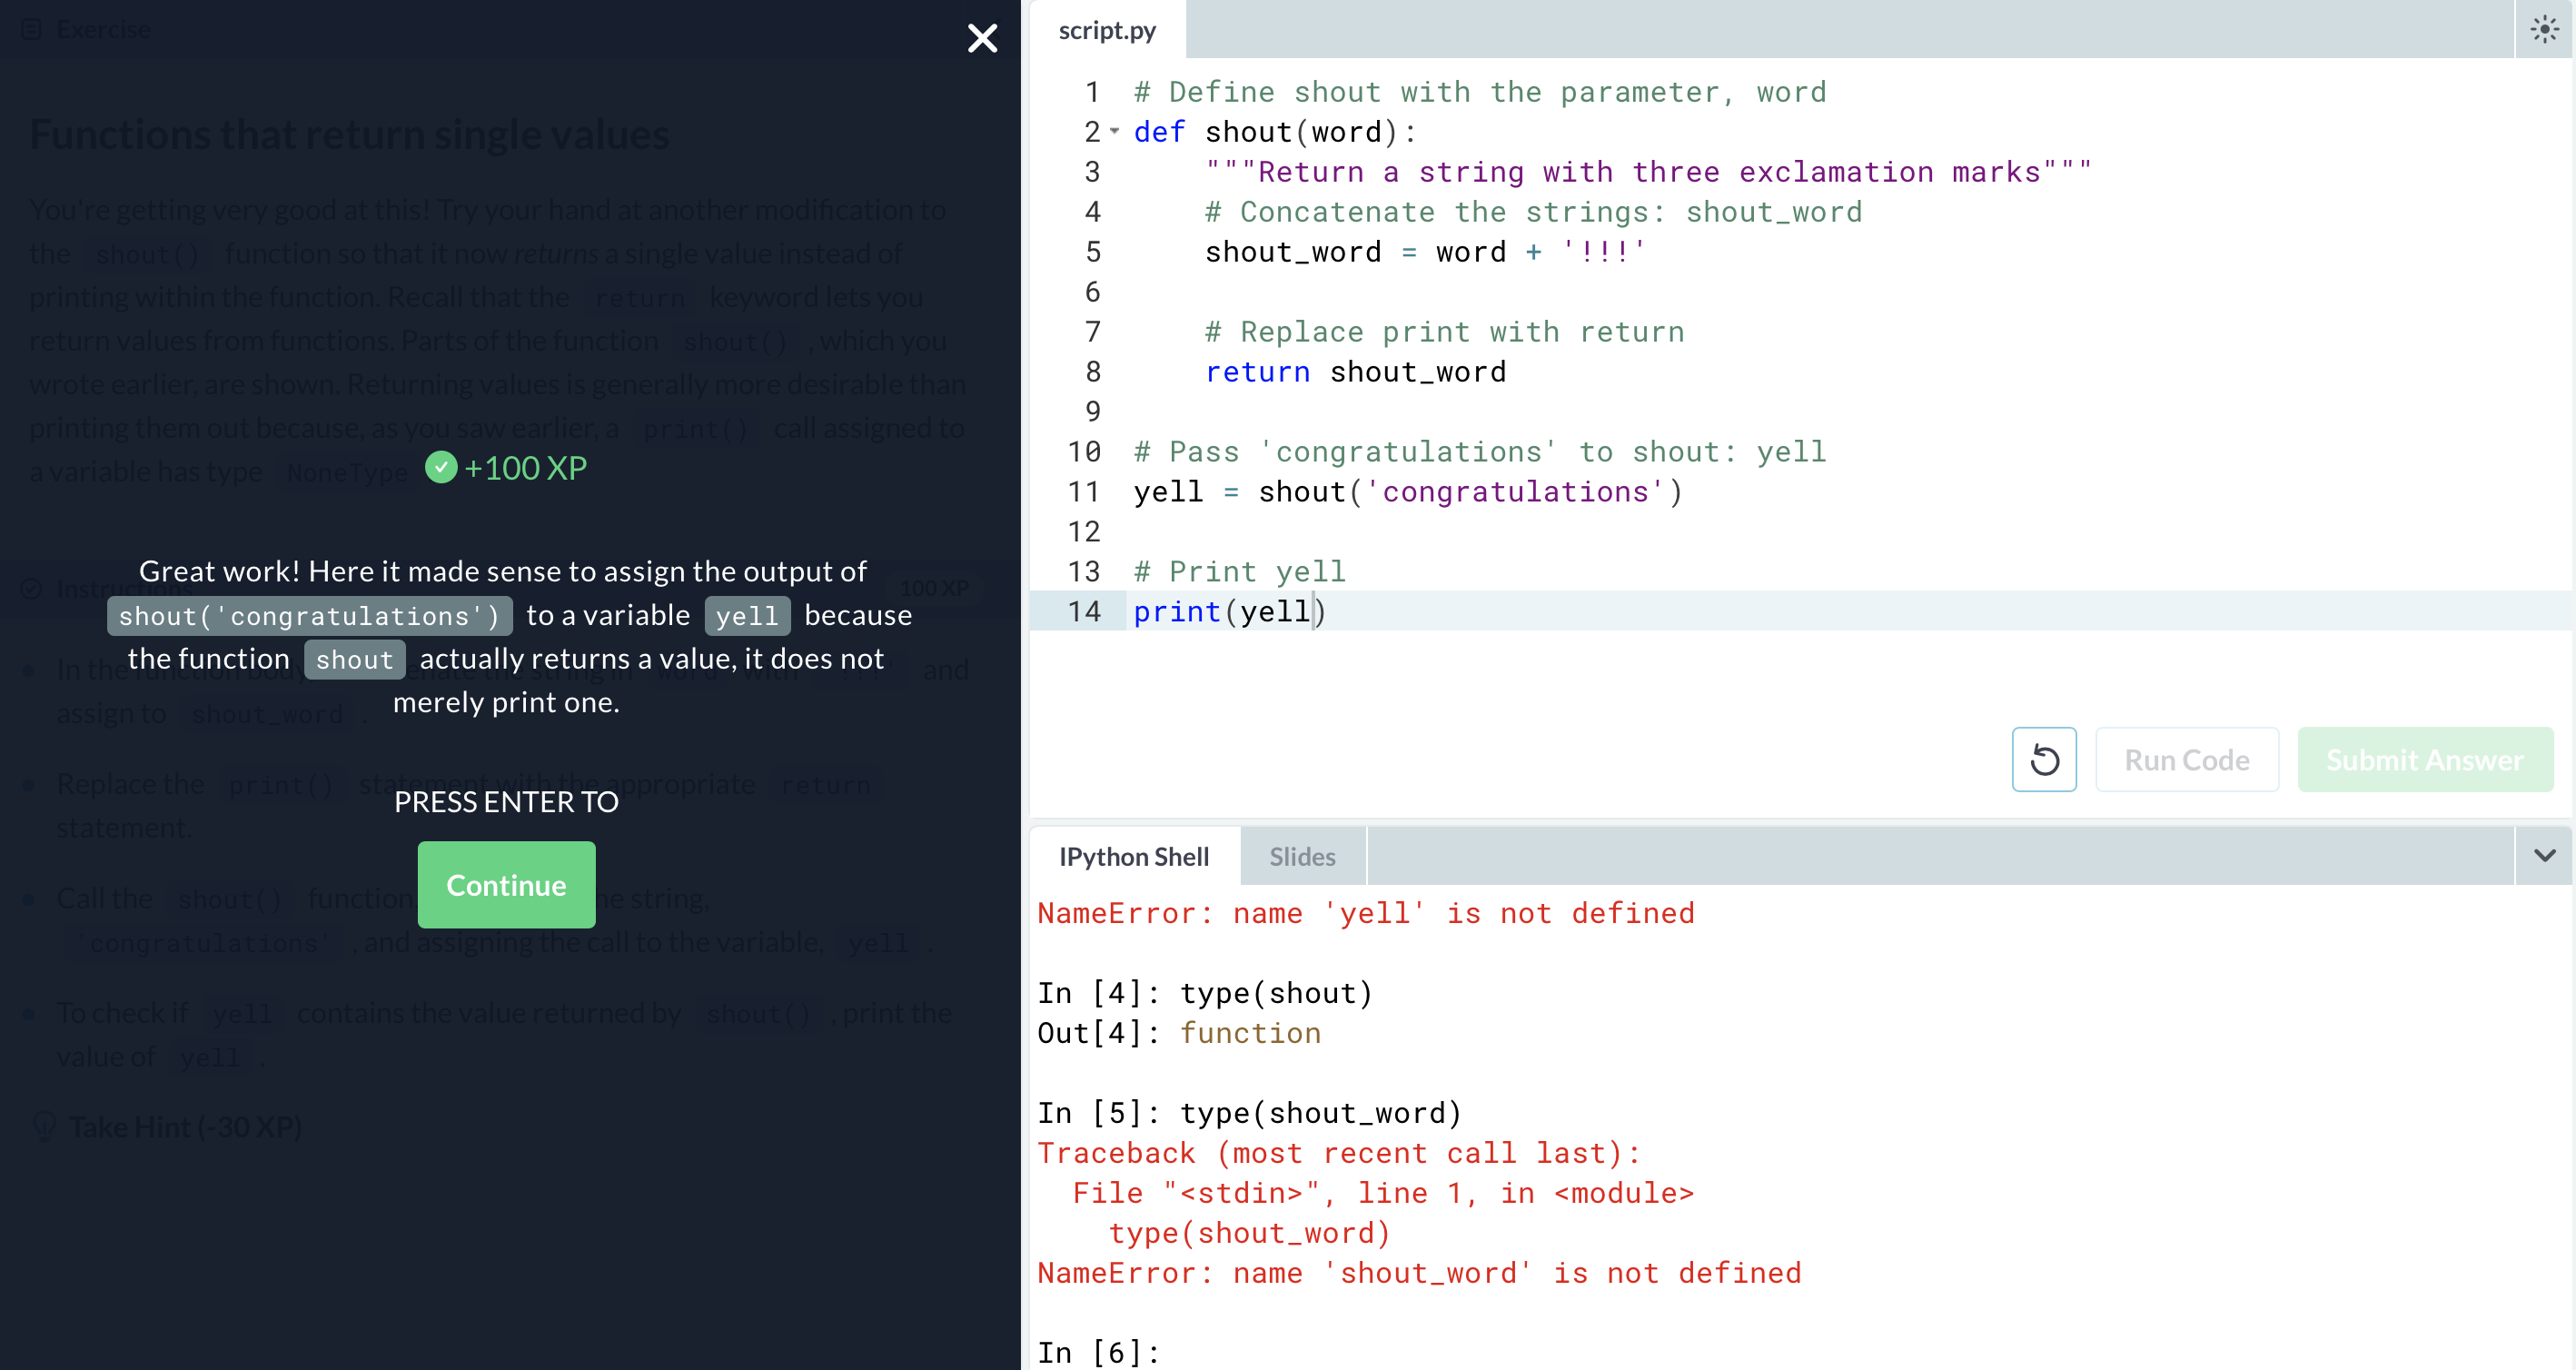 Exercise
Functions that return single values
You're getting very good at this! Try your hand at another modification to
the shout() function so that it now returns a single value instead of
printing within the function. Recall that the return keyword lets you
return values from functions. Parts of the function shout() , which you
wrote earlier, are shown. Returning values is generally more desirable than
printing them out because, as you saw earlier, a print() call assigned to
a variable has type NoneType
+100 XP
Great work! Here it made sense to assign the output of
shout('congratulations') to a variable yell because
the function shout actually returns a value, it does not
merely print one.
PRESS ENTER TO
Continue
Instructions
100 XP
In the function body enate the string in word with '!!!' and
assign to shout_word .
Replace the print() statement with the appropriate return
statement.
Call the shout() function string,
'congratulations' , and assigning the call to the variable, yell .
To check if yell contains the value returned by shout() , print the
value of yell .
Take Hint (-30 XP)
script.py
1 # Define shout with the parameter, word
2 def shout(word):
3 """Return a string with three exclamation marks"""
4 # Concatenate the strings: shout_word
5 shout_word = word + '!!!'
6
7 # Replace print with return
8 return shout_word
9
10 # Pass 'congratulations' to shout: yell
11 yell = shout('congratulations')
12
13 # Print yell
14 print(yell)
Run Code
Submit Answer
IPython Shell
Slides
NameError: name 'yell' is not defined
In [4]: type(shout)
Out[4]: function
In [5]: type(shout_word)
Traceback (most recent call last):
File "<stdin>", line 1, in <module>
type(shout_word)
NameError: name 'shout_word' is not defined
In [6]: